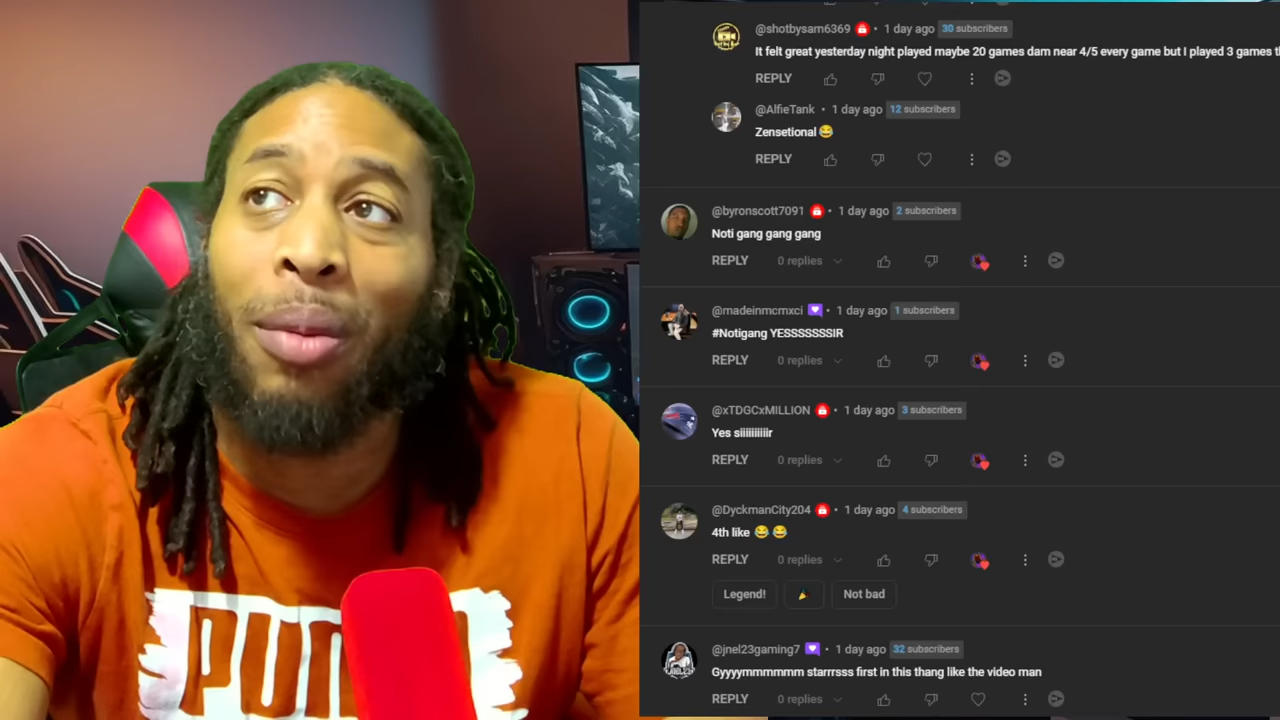 @shotbysam6369 • 1 day ago 30 subscribers
It felt great yesterday night played maybe 20 games dam near 4/5 every game but I played 3 games
REPLY
@AlfieTank • 1 day ago 12 subscribers
Zensetional 😂
REPLY
@byronscott7091 • 1 day ago 2 subscribers
Noti gang gang gang
REPLY 0 replies
@madeinmcmxci • 1 day ago 1 subscribers
#Notigang YESSSSSSSIR
REPLY 0 replies
@xTDGCxMILLION • 1 day ago 3 subscribers
Yes siiiiiiiiiir
REPLY 0 replies
@DyckmanCity204 • 1 day ago 4 subscribers
4th like 😂 😂
REPLY 0 replies
Legend! 🎉 Not bad
@jnel23gaming7 • 1 day ago 32 subscribers
Gyyyymmmmmm starrrsss first in this thang like the video man
REPLY 0 replies